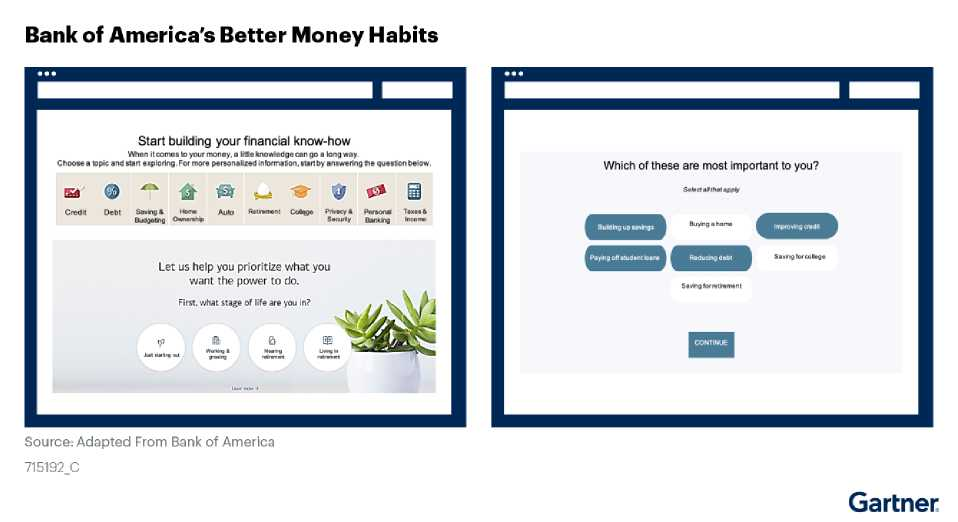 Bank of America’s Better Money Habits
Start building your financial know-how
When it comes to your money, a little knowledge can go a long way.
Choose a topic and start exploring. For more personalized information, start by answering the question below.
Credit
Debt
Saving &
Budgeting
Home
Ownership
Auto
Retirement
College
Privacy &
Security
Personal
Banking
Taxes &
Income
Let us help you prioritize what you
want the power to do.
First, what stage of life are you in?
Just starting out
Working &
growing
Nearing
retirement
Living in
retirement
Learn more
Which of these are most important to you?
Select all that apply
Building up savings
Buying a home
Improving credit
Paying off student loans
Reducing debt
Saving for college
Saving for retirement
CONTINUE
Source: Adapted From Bank of America
715192_C
Gartner